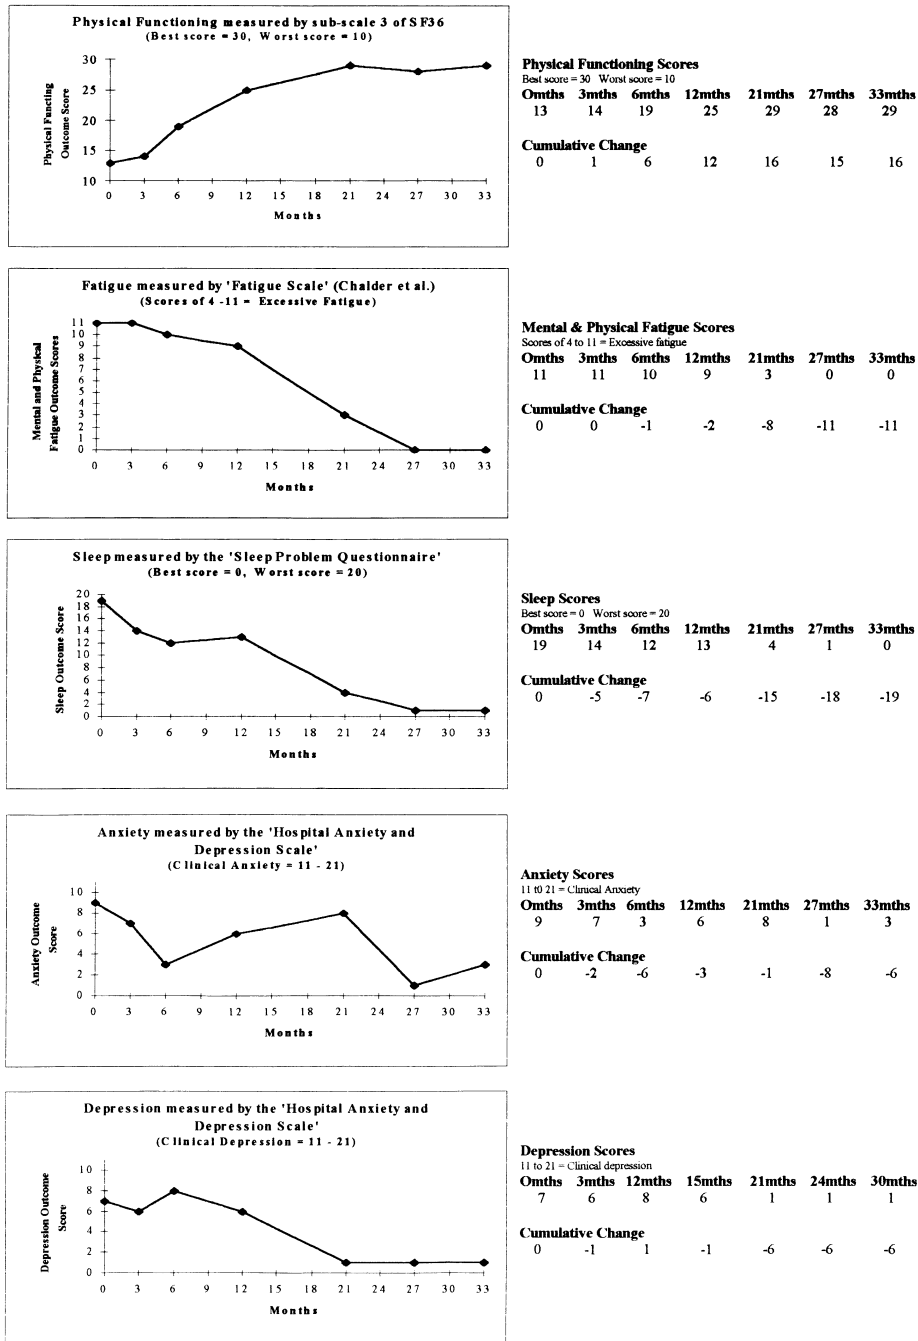 Physical Functioning measured by sub-scale 3 of SF36
(Best score = 30, Worst score = 10)
Physical Functing
Outcome Score
30
25
20
15
10
0 3 6 9 12 15 18 21 24 27 30 33
Months
Physical Functioning Scores
Best score = 30 Worst score = 10
0mths 3mths 6mths 12mths 21mths 27mths 33mths
13 14 19 25 29 28 29
Cumulative Change
0 1 6 12 16 15 16
Fatigue measured by 'Fatigue Scale' (Chalder et al.)
(Scores of 4 -11 = Excessive Fatigue)
Mental and Physical
Fatigue Outcome Scores
11
10
9
8
7
6
5
4
3
2
1
0
0 3 6 9 12 15 18 21 24 27 30 33
Months
Mental & Physical Fatigue Scores
Scores of 4 to 11 = Excessive fatigue
0mths 3mths 6mths 12mths 21mths 27mths 33mths
11 11 10 9 3 0 0
Cumulative Change
0 0 -1 -2 -8 -11 -11
Sleep measured by the 'Sleep Problem Questionnaire'
(Best score = 0, Worst score = 20)
Sleep Outcome Score
20
18
16
14
12
10
8
6
4
2
0
0 3 6 9 12 15 18 21 24 27 30 33
Months
Sleep Scores
Best score = 0 Worst score = 20
0mths 3mths 6mths 12mths 21mths 27mths 33mths
19 14 12 13 4 1 0
Cumulative Change
0 -5 -7 -6 -15 -18 -19
Anxiety measured by the 'Hospital Anxiety and
Depression Scale'
(Clinical Anxiety = 11 - 21)
Anxiety Outcome
Score
10
8
6
4
2
0
0 3 6 9 12 15 18 21 24 27 30 33
Months
Anxiety Scores
11 t0 21 = Clinical Anxiety
0mths 3mths 6mths 12mths 21mths 27mths 33mths
9 7 3 6 8 1 3
Cumulative Change
0 -2 -6 -3 -1 -8 -6
Depression measured by the 'Hospital Anxiety and
Depression Scale'
(Clinical Depression = 11 - 21)
Depression Outcome
Score
10
8
6
4
2
0
0 3 6 9 12 15 18 21 24 27 30 33
Months
Depression Scores
11 to 21 = Clinical depression
0mths 3mths 12mths 15mths 21mths 24mths 30mths
7 6 8 6 1 1 1
Cumulative Change
0 -1 1 -1 -6 -6 -6